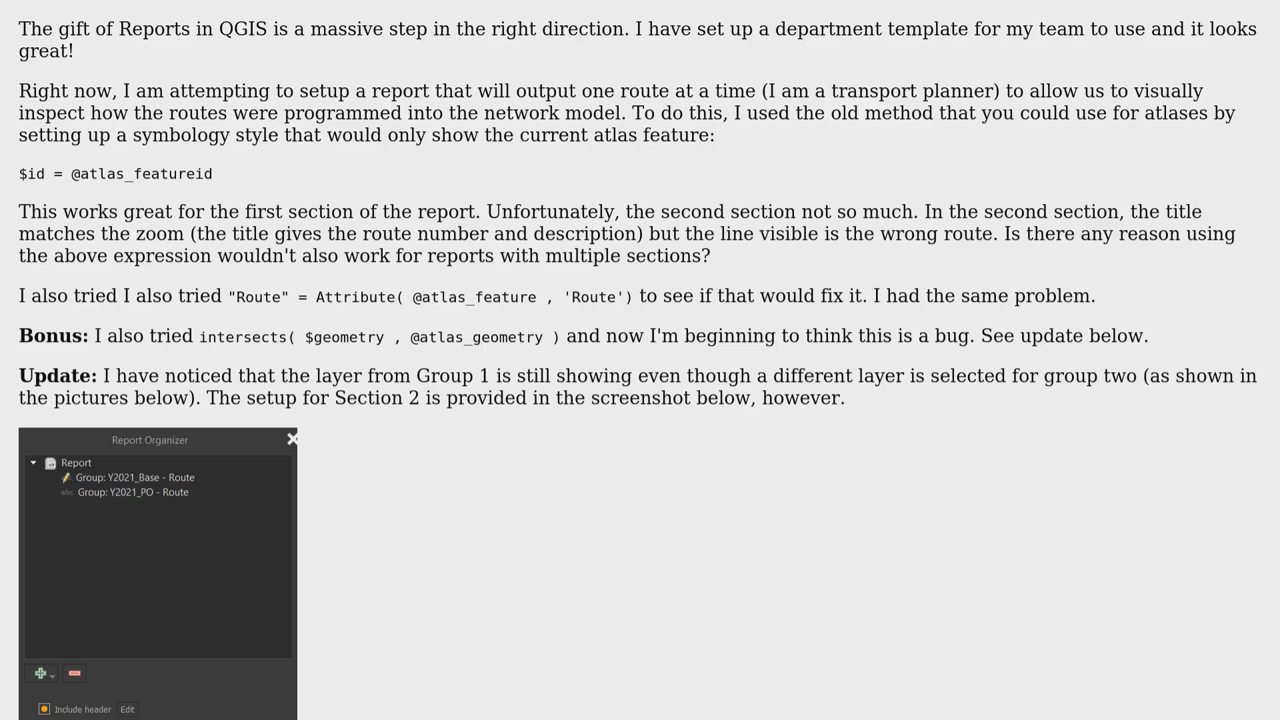 The gift of Reports in QGIS is a massive step in the right direction. I have set up a department template for my team to use and it looks
great!
Right now, I am attempting to setup a report that will output one route at a time (I am a transport planner) to allow us to visually
inspect how the routes were programmed into the network model. To do this, I used the old method that you could use for atlases by
setting up a symbology style that would only show the current atlas feature:
$id = @atlas_featureid
This works great for the first section of the report. Unfortunately, the second section not so much. In the second section, the title
matches the zoom (the title gives the route number and description) but the line visible is the wrong route. Is there any reason using
the above expression wouldn't also work for reports with multiple sections?
I also tried I also tried "Route" = Attribute( @atlas_feature , 'Route') to see if that would fix it. I had the same problem.
Bonus: I also tried intersects( $geometry , @atlas_geometry ) and now I'm beginning to think this is a bug. See update below.
Update: I have noticed that the layer from Group 1 is still showing even though a different layer is selected for group two (as shown in
the pictures below). The setup for Section 2 is provided in the screenshot below, however.
Report Organizer
Report
Group: Y2021_Base - Route
abc Group: Y2021_PO - Route
Include header Edit